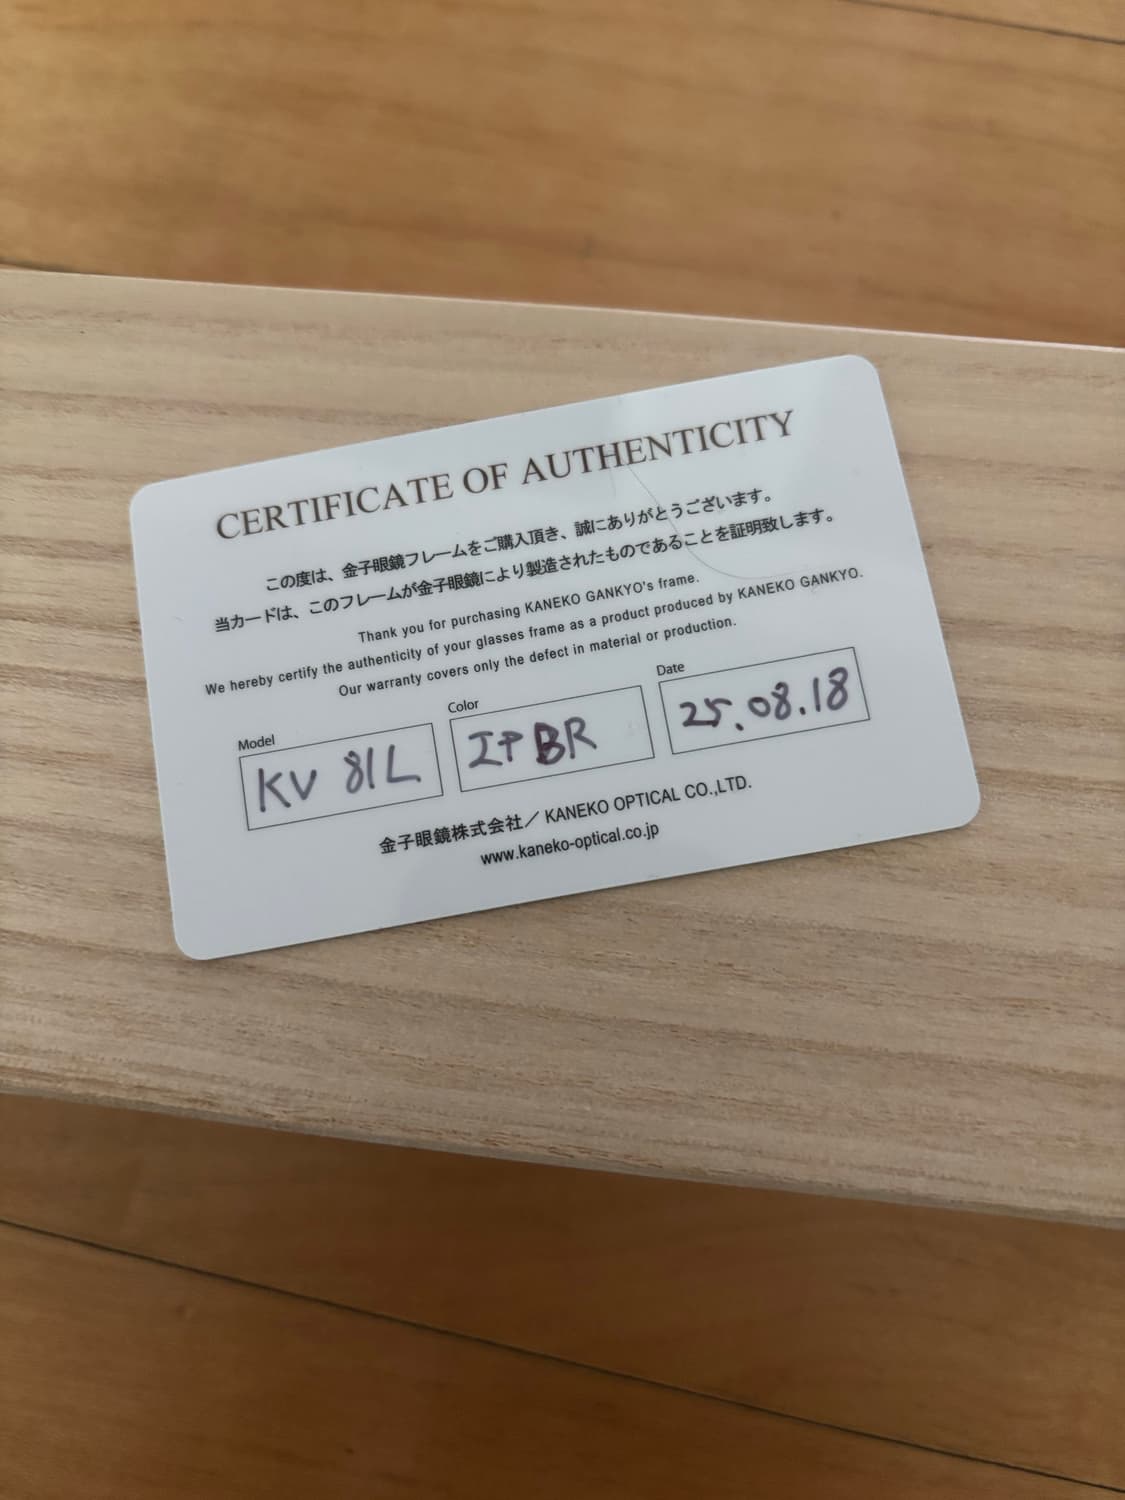 CERTIFICATE OF AUTHENTICITY
この度は、金子眼鏡フレームをご購入頂き、誠にありがとうございます。
当カードは、このフレームが金子眼鏡により製造されたものであることを証明致します。
Thank you for purchasing KANEKO GANKYO's frame.
We hereby certify the authenticity of your glasses frame as a product produced by KANEKO GANKYO.
Our warranty covers only the defect in material or production.
Model Color Date
KV 81L IPBR 25.08.18
金子眼鏡株式会社／KANEKO OPTICAL CO.,LTD.
www.kaneko-optical.co.jp